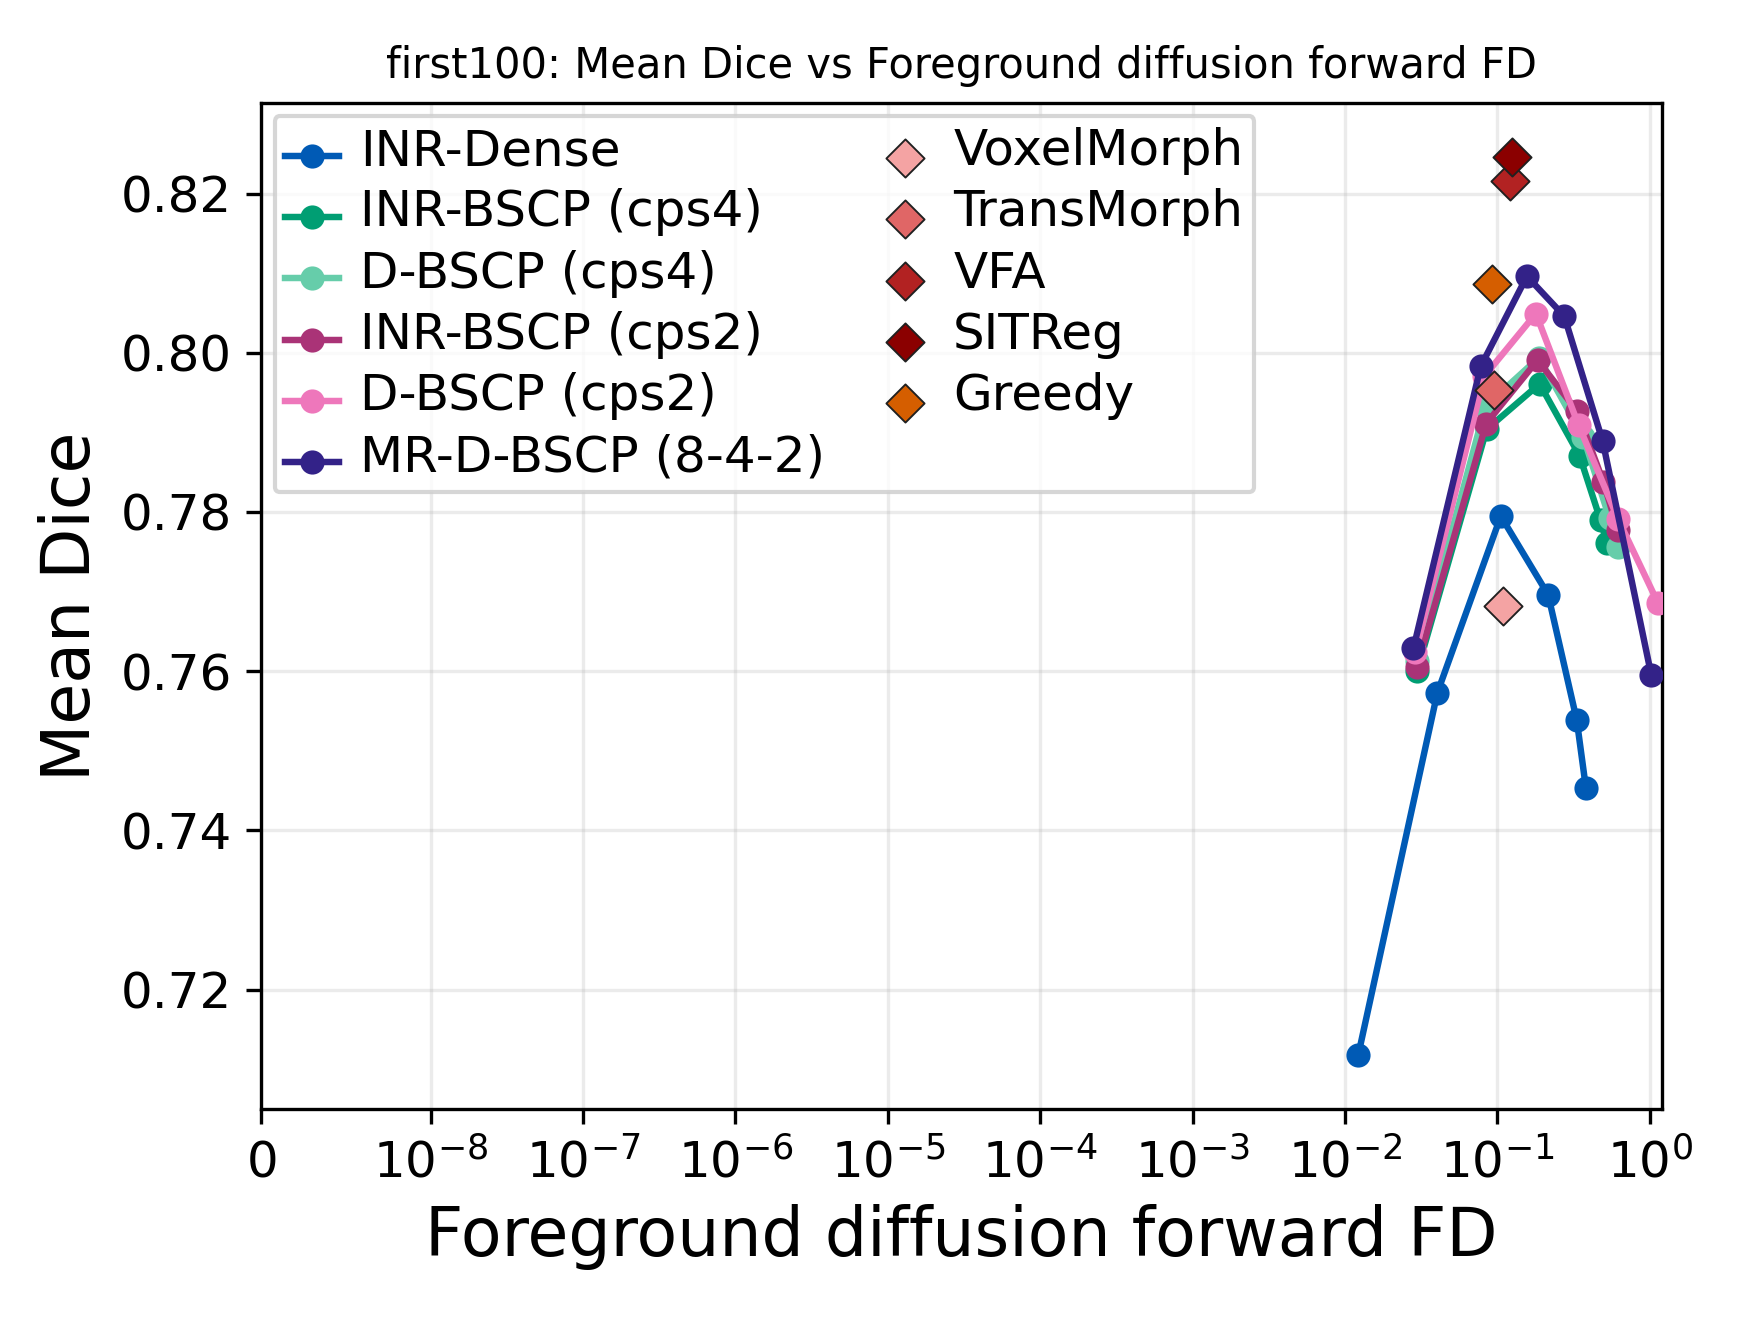 first100: Mean Dice vs Foreground diffusion forward FD
INR-Dense
INR-BSCP (cps4)
D-BSCP (cps4)
INR-BSCP (cps2)
D-BSCP (cps2)
MR-D-BSCP (8-4-2)
VoxelMorph
TransMorph
VFA
SITReg
Greedy
Mean Dice
0.82
0.80
0.78
0.76
0.74
0.72
0 10⁻⁸ 10⁻⁷ 10⁻⁶ 10⁻⁵ 10⁻⁴ 10⁻³ 10⁻² 10⁻¹ 10⁰
Foreground diffusion forward FD